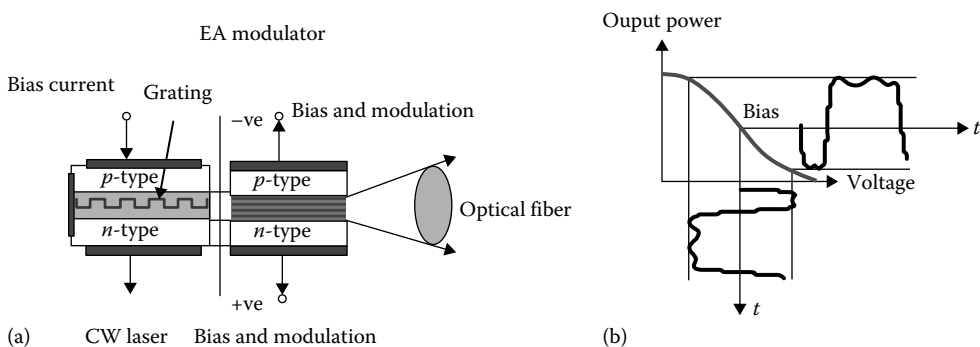 EA modulator
Bias current
Grating
−ve
Bias and modulation
p-type
p-type
n-type
n-type
Optical fiber
+ve
(a)
CW laser
Bias and modulation
Ouput power
Bias
t
Voltage
t
(b)